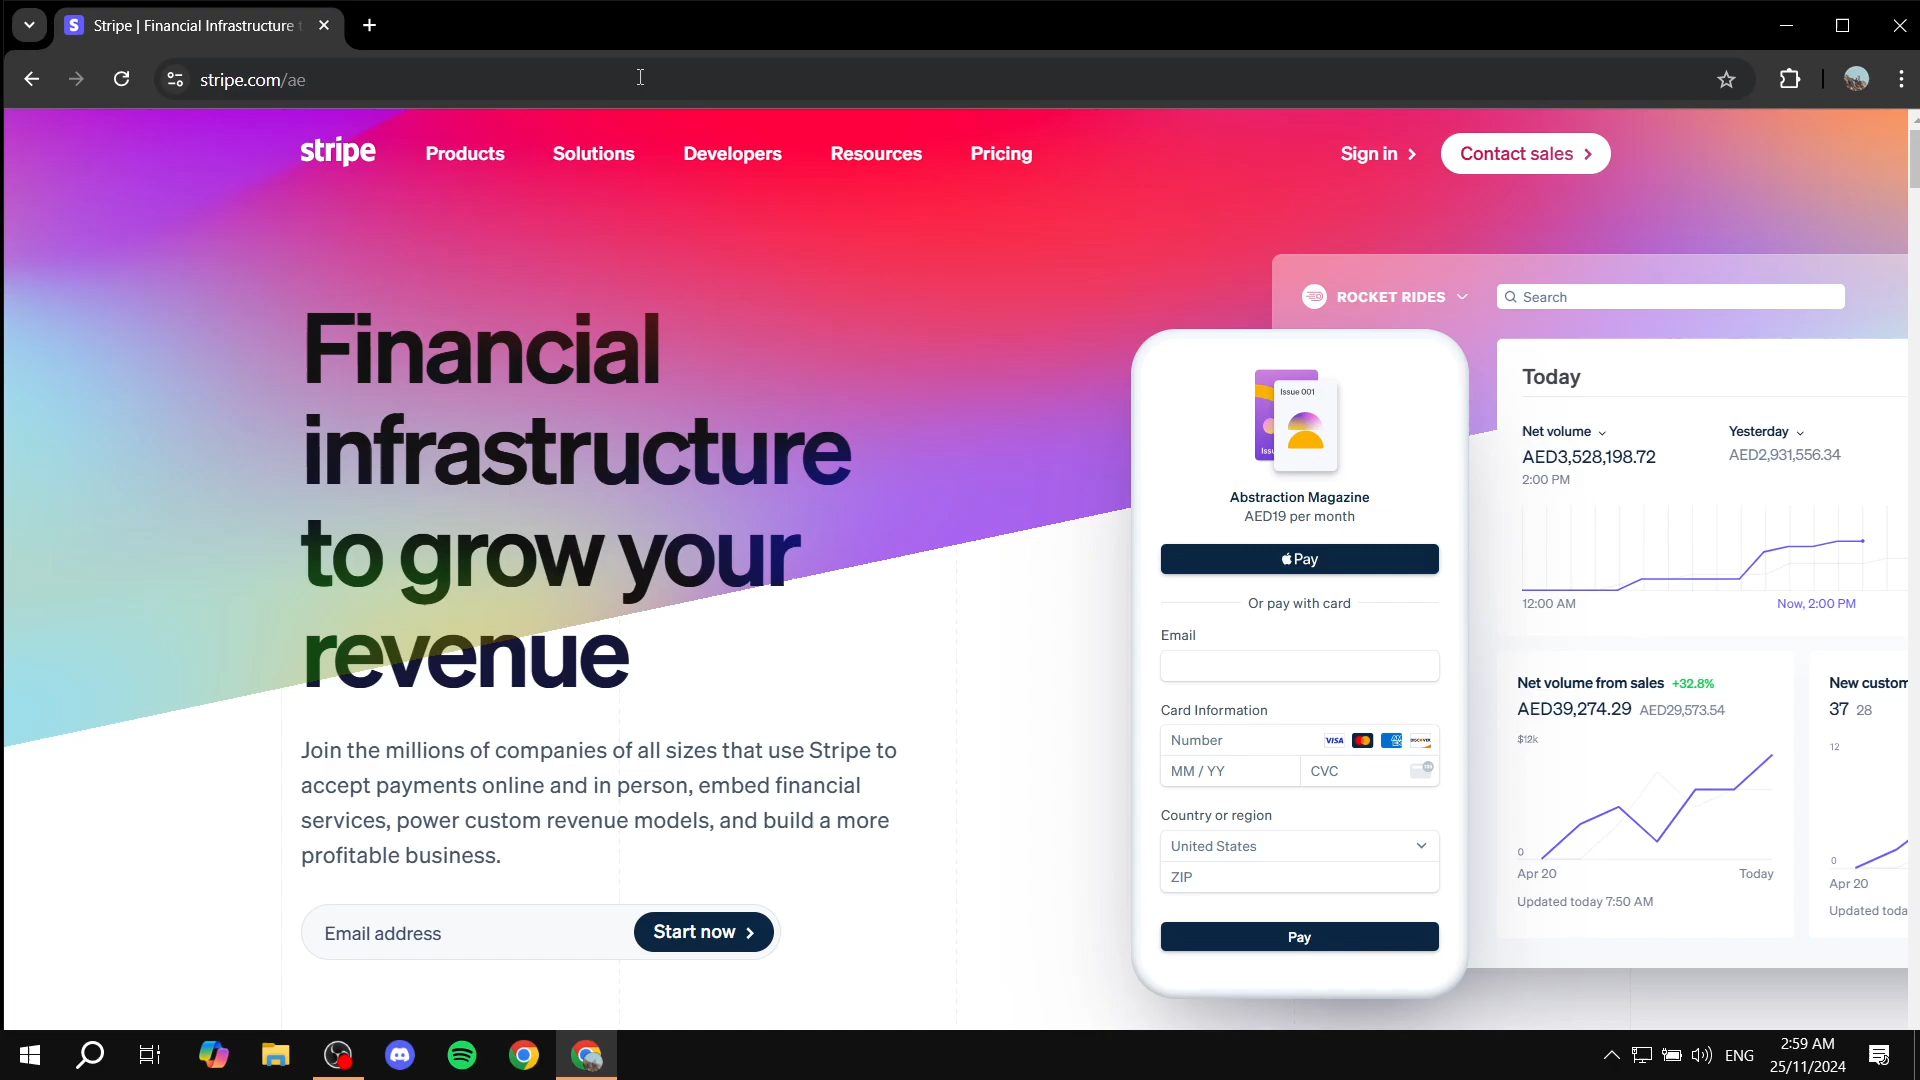 Stripe | Financial Infrastructure
stripe.com/ae
stripe
Products
Solutions
Developers
Resources
Pricing
Sign in
Contact sales
Financial
infrastructure
to grow your
revenue
Join the millions of companies of all sizes that use Stripe to
accept payments online and in person, embed financial
services, power custom revenue models, and build a more
profitable business.
Email address
Start now
ROCKET RIDES
Search
Issue 001
Abstraction Magazine
AED19 per month
Pay
Or pay with card
Email
Card Information
Number
VISA
DISCOVER
MM / YY
CVC
Country or region
United States
ZIP
Pay
Today
Net volume
AED3,528,198.72
2:00 PM
Yesterday
AED2,931,556.34
12:00 AM
Now, 2:00 PM
Net volume from sales +32.8%
AED39,274.29 AED29,573.54
$12k
0
Apr 20
Today
Updated today 7:50 AM
New custom
37 28
12
0
Apr 20
Updated toda
ENG
2:59 AM
25/11/2024